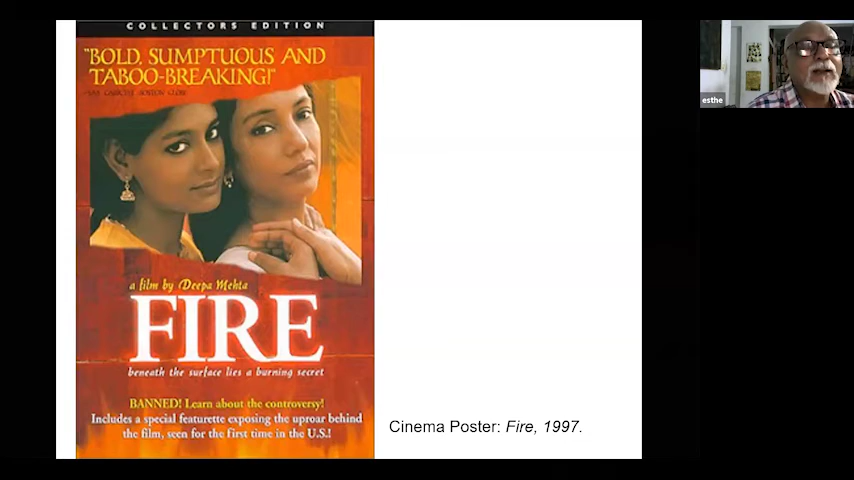 COLLECTORS EDITION
"BOLD, SUMPTUOUS AND
TABOO-BREAKING!"
BOSTON GLOBE
a film by Deepa Mehta
FIRE
beneath the surface lies a burning secret
BANNED! Learn about the controversy!
Includes a special featurette exposing the uproar behind
the film, seen for the first time in the U.S.!
Cinema Poster: Fire, 1997.
esthe